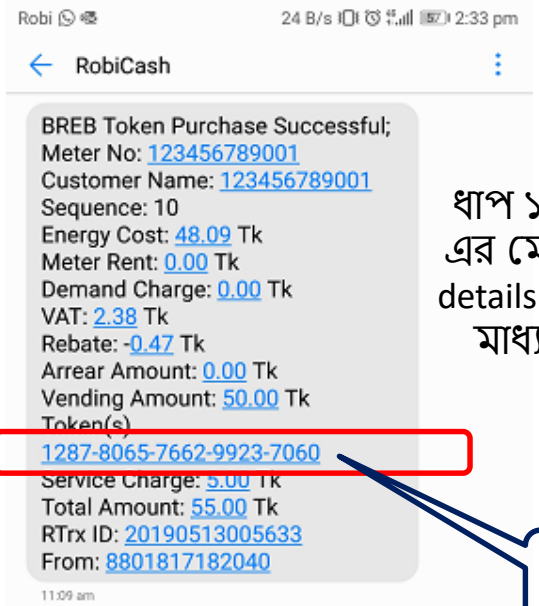 Robi 24 B/s 57 2:33 pm
RobiCash
BREB Token Purchase Successful;
Meter No: 123456789001
Customer Name: 123456789001
Sequence: 10
Energy Cost: 48.09 Tk
Meter Rent: 0.00 Tk
Demand Charge: 0.00 Tk
VAT: 2.38 Tk
Rebate: -0.47 Tk
Arrear Amount: 0.00 Tk
Vending Amount: 50.00 Tk
Token(s)
1287-8065-7662-9923-7060
Service Charge: 5.00 Tk
Total Amount: 55.00 Tk
RTrx ID: 20190513005633
From: 8801817182040
11:09 am
ধাপ
এর
details